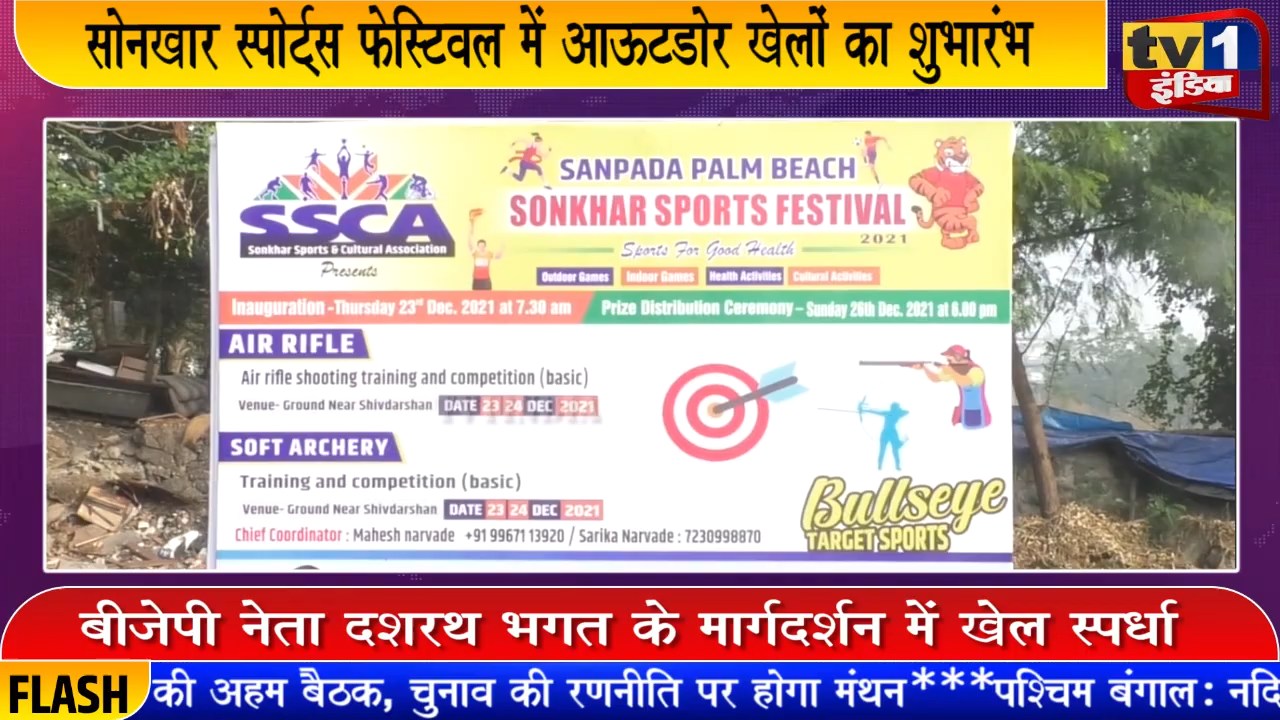 सोनखार स्पोर्ट्स फेस्टिवल में आऊटडोर खेलों का शुभारंभ
tv1
इंडिया
SSCA
Sonkhar Sports & Cultural Association
Presents
SANPADA PALM BEACH
SONKHAR SPORTS FESTIVAL
2021
Sports For Good Health
Outdoor Games Indoor Games Health Activities Cultural Activities
Inauguration -Thursday 23rd Dec. 2021 at 7.30 am Prize Distribution Ceremony – Sunday 26th Dec. 2021 at 6.00 pm
AIR RIFLE
Air rifle shooting training and competition (basic)
Venue- Ground Near Shivdarshan DATE 23 24 DEC 2021
SOFT ARCHERY
Training and competition (basic)
Venue- Ground Near Shivdarshan DATE 23 24 DEC 2021
Chief Coordinator : Mahesh narvade +91 99671 13920 / Sarika Narvade : 7230998870
Bullseye
TARGET SPORTS
बीजेपी नेता दशरथ भगत के मार्गदर्शन में खेल स्पर्धा
FLASH की अहम बैठक, चुनाव की रणनीति पर होगा मंथन***पश्चिम बंगाल: नदि